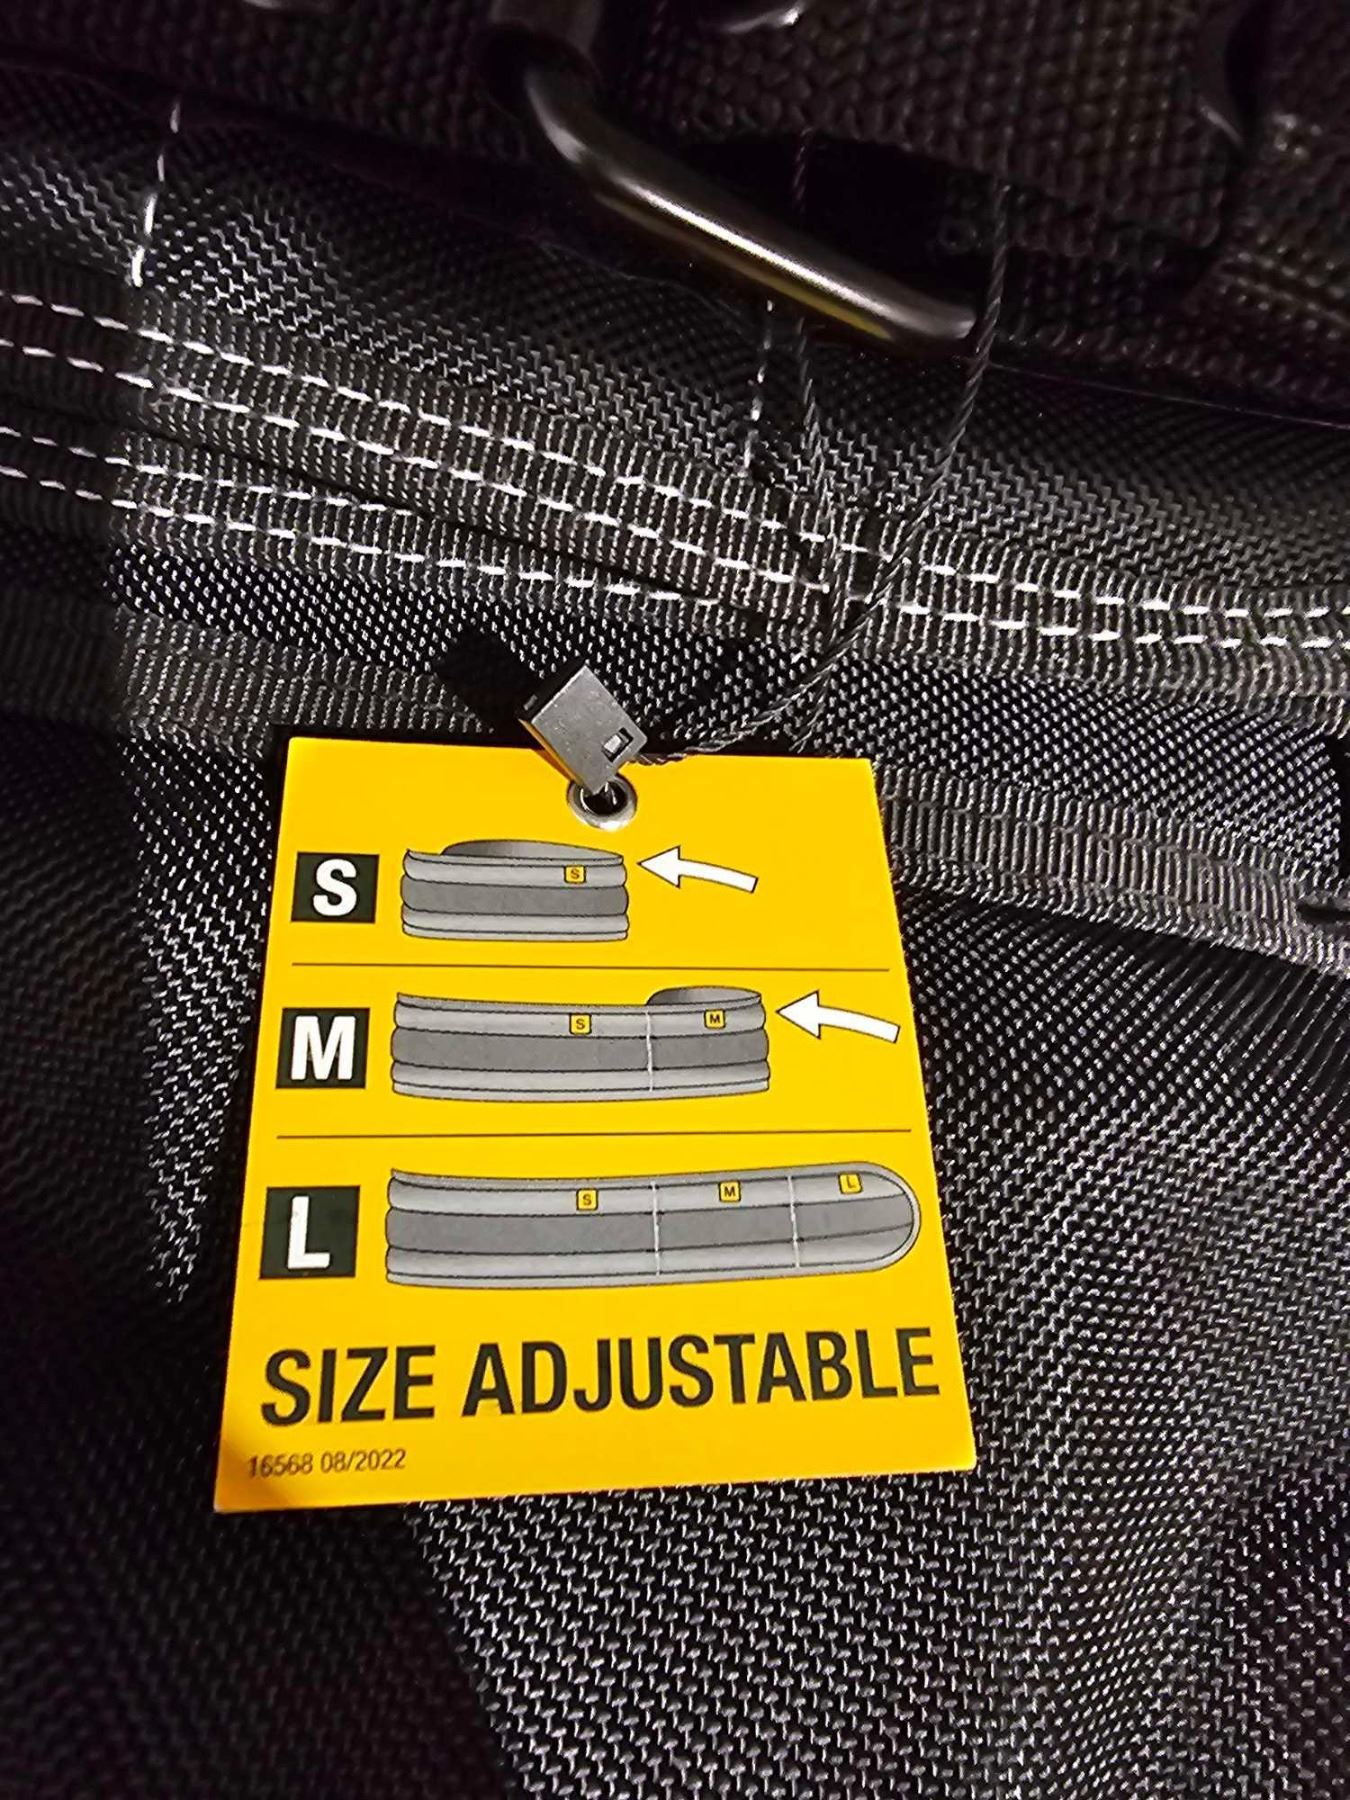 S
S
M
S M
L
S M L
SIZE ADJUSTABLE
16568 08/2022